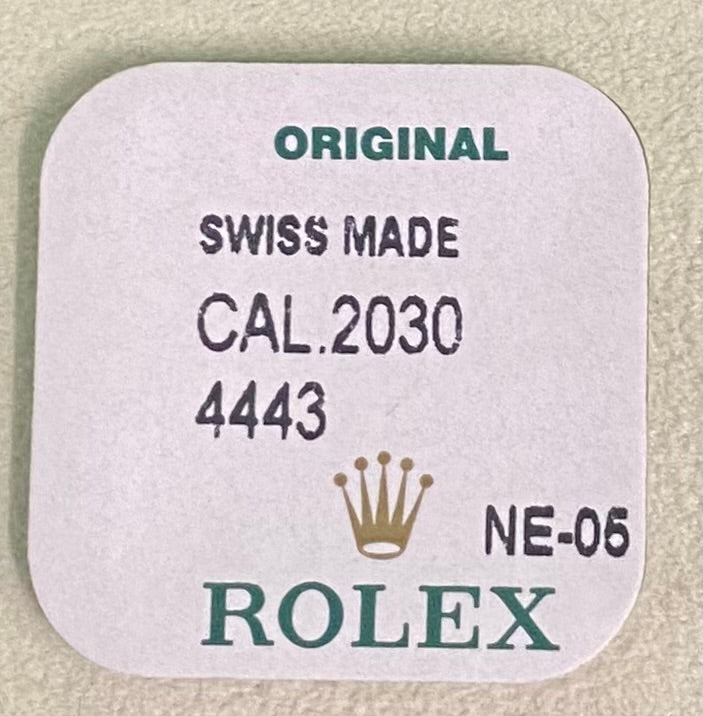 ORIGINAL
SWISS MADE
CAL.2030
4443
NE-05
ROLEX